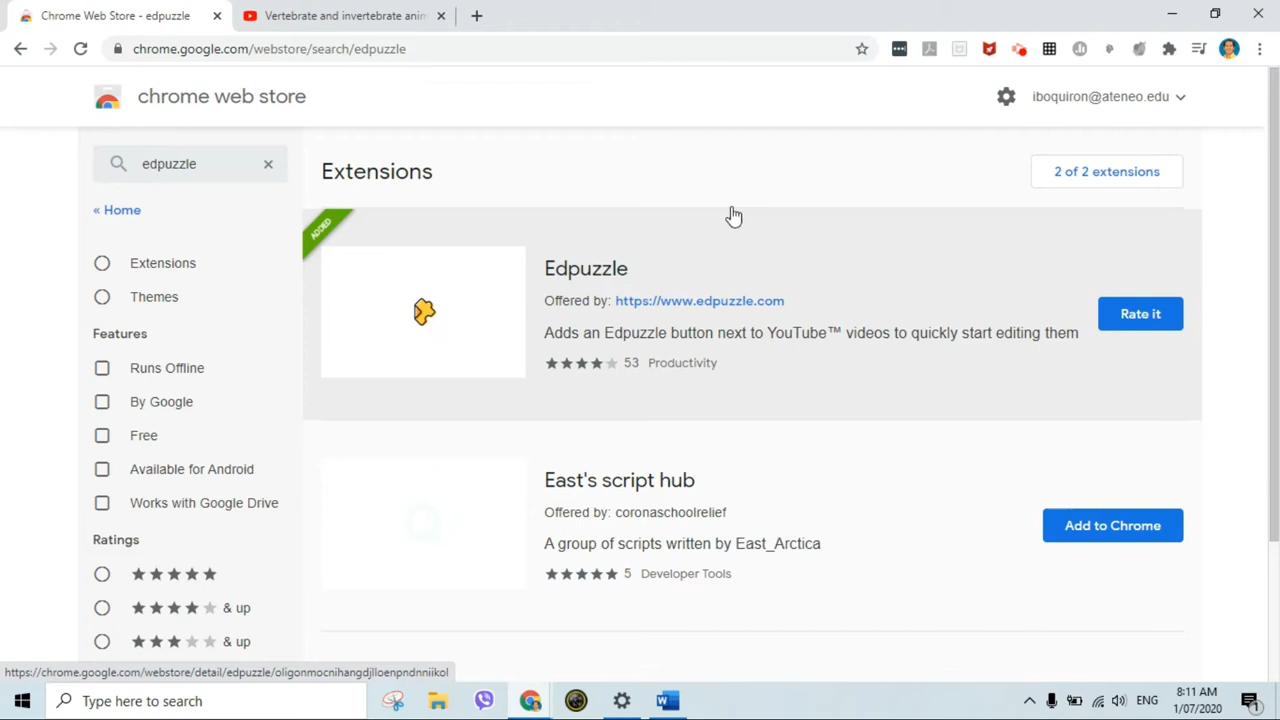 Chrome Web Store - edpuzzle
Vertebrate and invertebrate anim
chrome.google.com/webstore/search/edpuzzle
chrome web store
iboquiron@ateneo.edu
edpuzzle
Extensions
2 of 2 extensions
« Home
ADDED
Extensions
Themes
Features
Runs Offline
By Google
Free
Available for Android
Works with Google Drive
Ratings
& up
& up
Edpuzzle
Offered by: https://www.edpuzzle.com
Adds an Edpuzzle button next to YouTube™ videos to quickly start editing them
53 Productivity
Rate it
East's script hub
Offered by: coronaschoolrelief
A group of scripts written by East_Arctica
5 Developer Tools
Add to Chrome
https://chrome.google.com/webstore/detail/edpuzzle/oligonmocnihangdjlloenpndnniikol
Type here to search
ENG
8:11 AM
1/07/2020
1